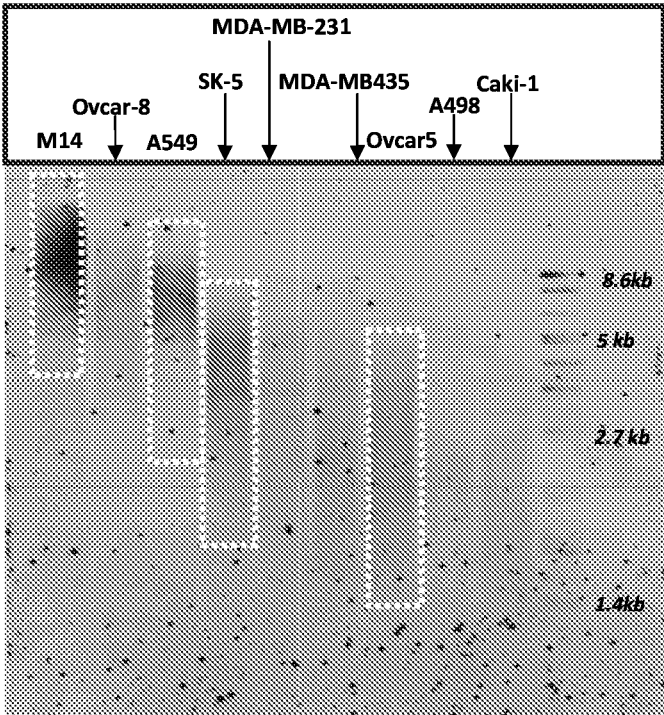 MDA-MB-231
SK-5
MDA-MB435
Caki-1
Ovcar-8
A498
M14
A549
Ovcar5
8.6kb
5 kb
2.7 kb
1.4kb